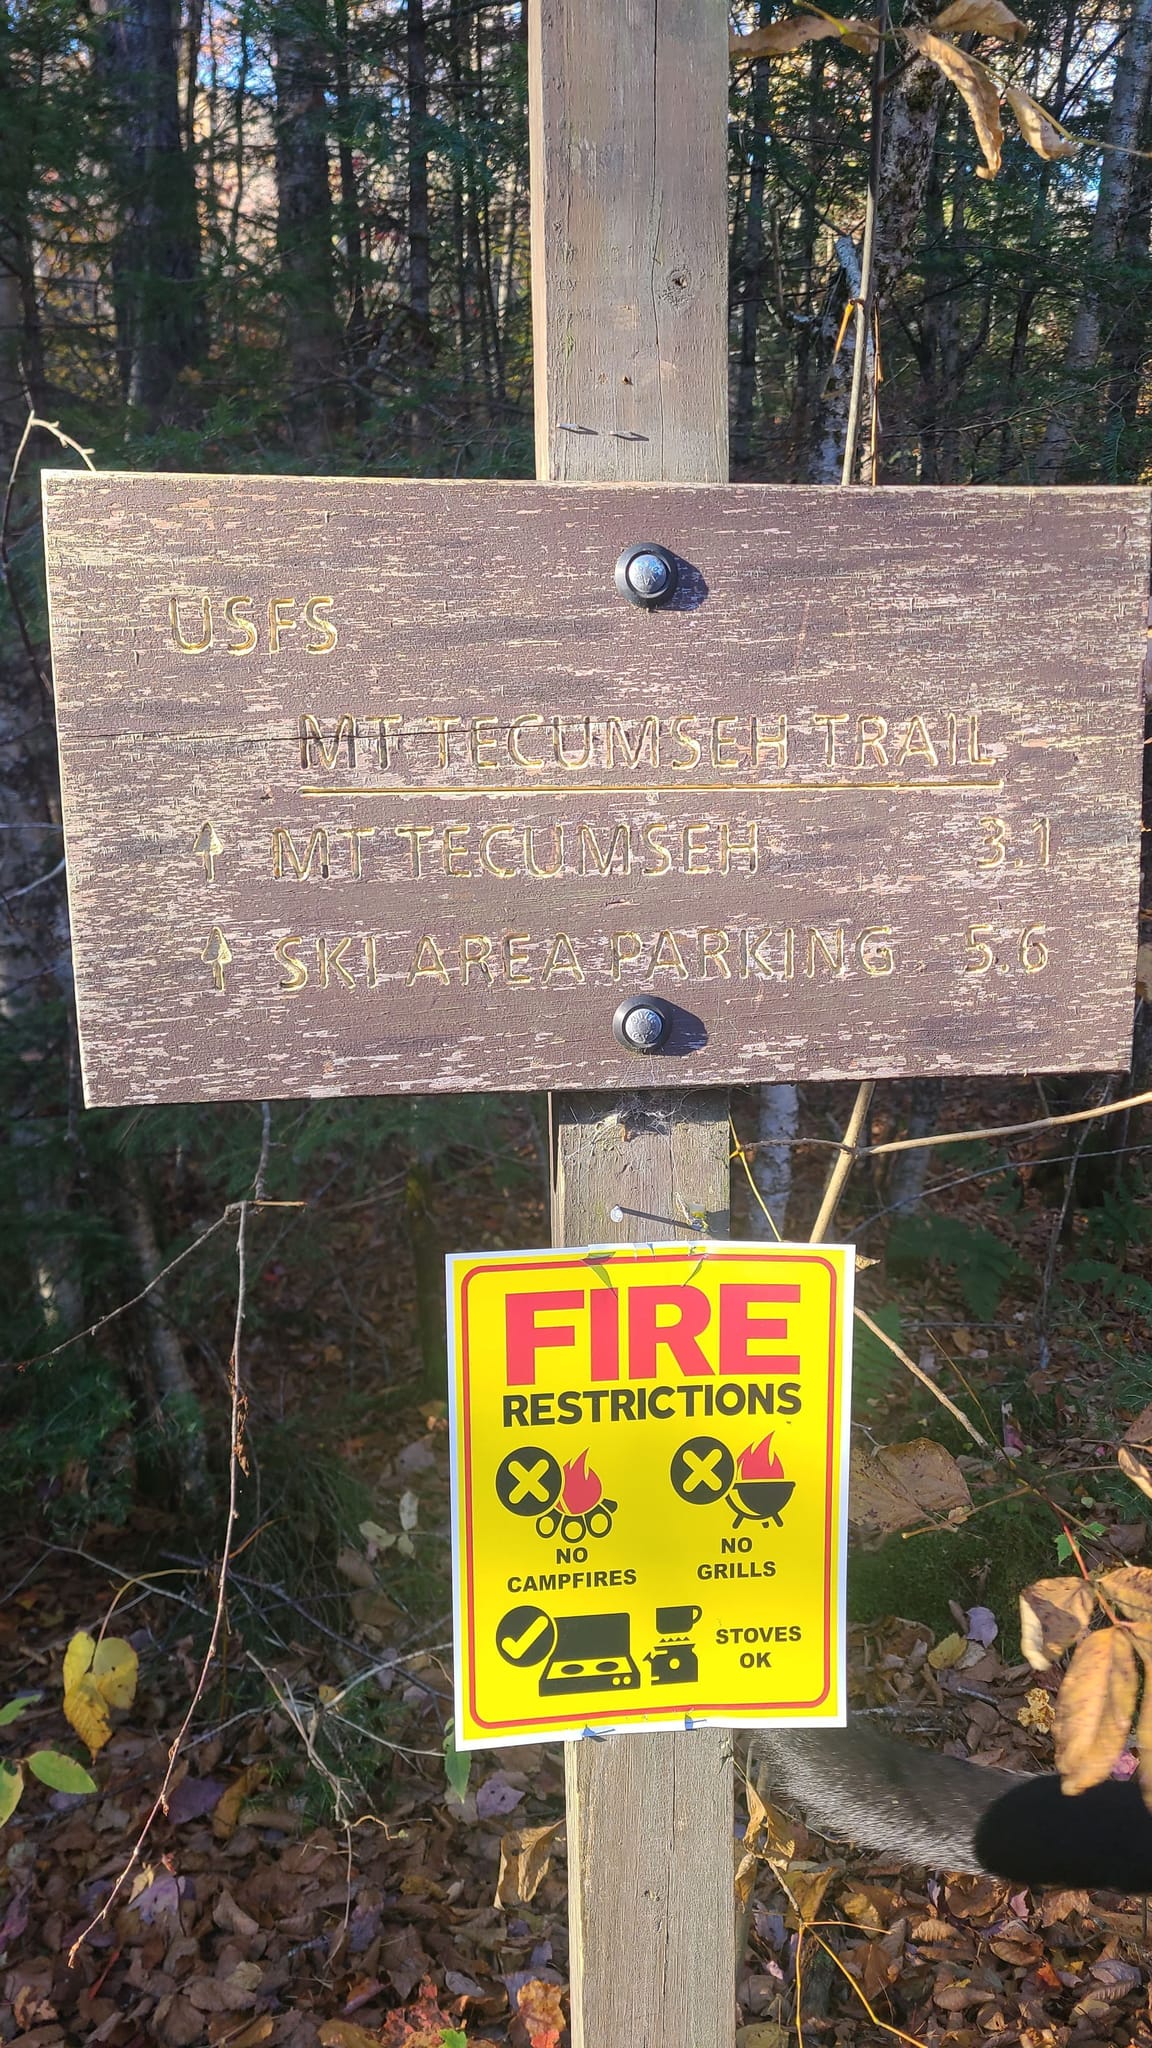 USFS
MT TECUMSEH TRAIL
↑ MT TECUMSEH 3.1
↑ SKI AREA PARKING 5.6
FIRE
RESTRICTIONS
NO
CAMPFIRES
NO
GRILLS
STOVES
OK